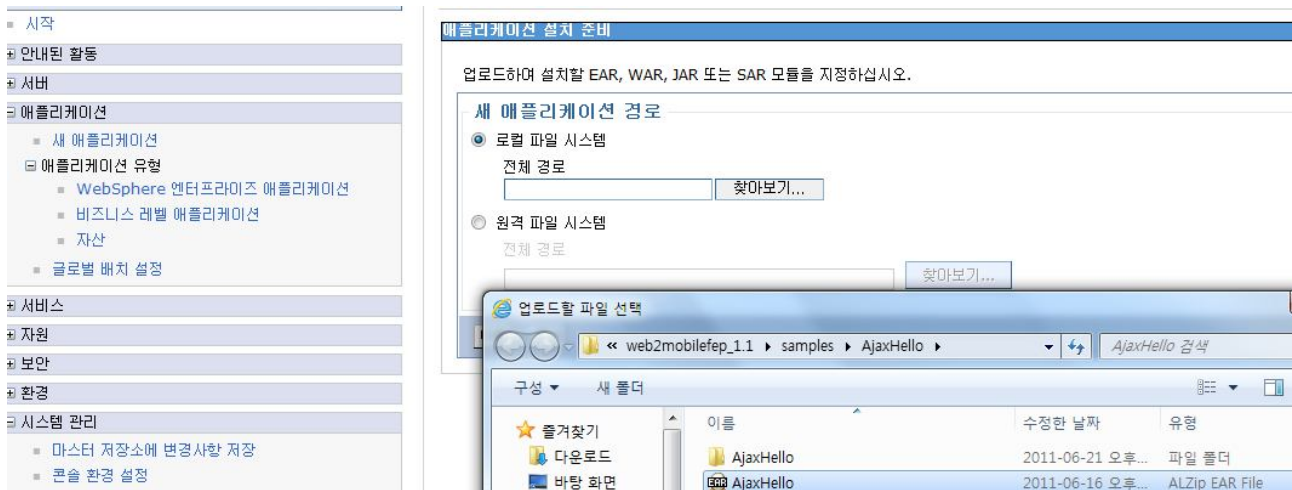 시작
안내된 활동
서버
애플리케이션
새 애플리케이션
애플리케이션 유형
WebSphere 엔터프라이즈 애플리케이션
비즈니스 레벨 애플리케이션
자산
글로벌 배치 설정
서비스
자원
보안
환경
시스템 관리
마스터 저장소에 변경사항 저장
콘솔 환경 설정
애플리케이션 설치 준비
업로드하여 설치할 EAR, WAR, JAR 또는 SAR 모듈을 지정하십시오.
새 애플리케이션 경로
로컬 파일 시스템
전체 경로
찾아보기...
원격 파일 시스템
전체 경로
찾아보기...
업로드할 파일 선택
« web2mobilefep_1.1 ▸ samples ▸ AjaxHello ▸
AjaxHello 검색
구성 새 폴더
즐겨찾기
다운로드
바탕 화면
이름 수정한 날짜 유형
AjaxHello 2011-06-21 오후... 파일 폴더
EAR AjaxHello 2011-06-16 오후... ALZip EAR File